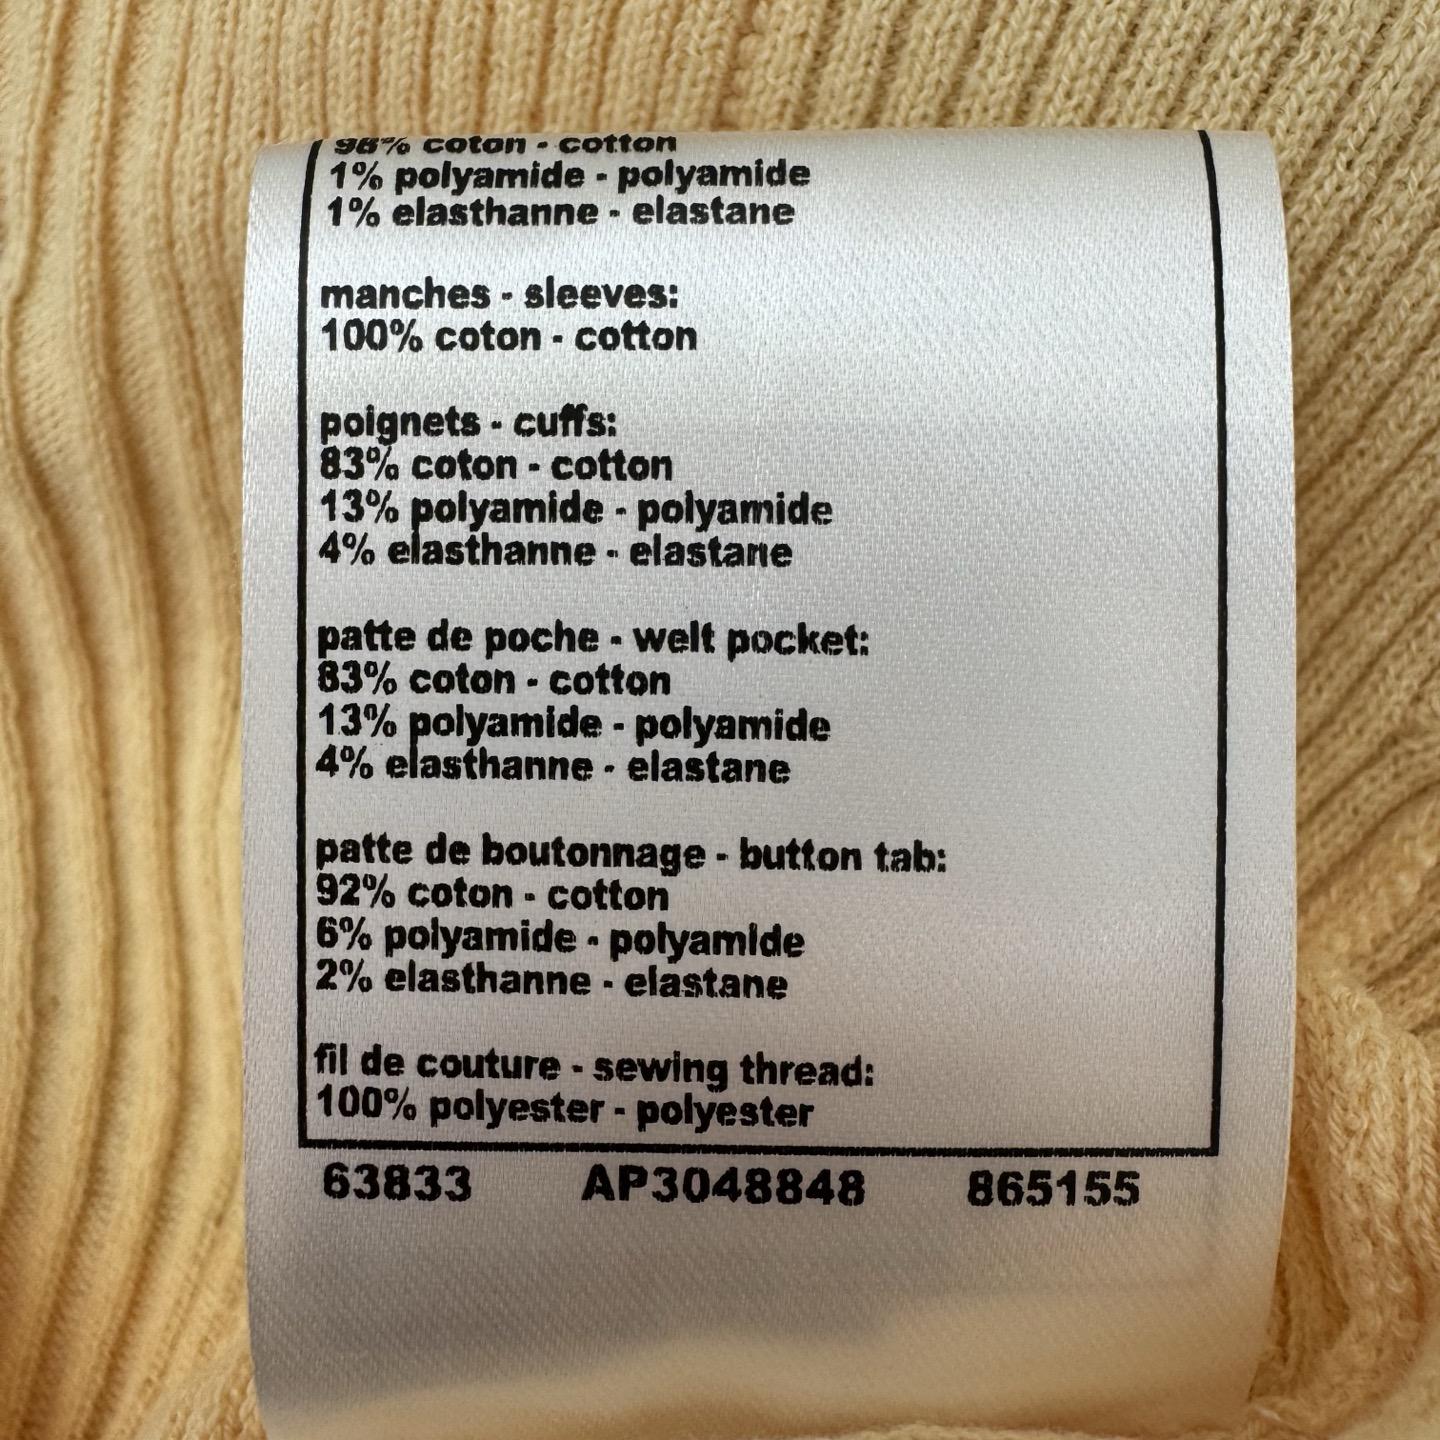 98% coton - cotton
1% polyamide - polyamide
1% elasthanne - elastane
manches - sleeves:
100% coton - cotton
poignets - cuffs:
83% coton - cotton
13% polyamide - polyamide
4% elasthanne - elastane
patte de poche - welt pocket:
83% coton - cotton
13% polyamide - polyamide
4% elasthanne - elastane
patte de boutonnage - button tab:
92% coton - cotton
6% polyamide - polyamide
2% elasthanne - elastane
fil de couture - sewing thread:
100% polyester - polyester
63833 AP3048848 865155